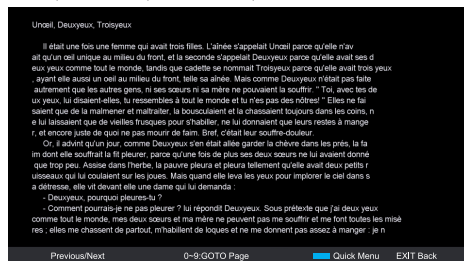 Unœil, Deuxyeux, Troisyeux
Il était une fois une femme qui avait trois filles. L'aînée s'appelait Unœil parce qu'elle n'av
ait qu'un œil unique au milieu du front, et la seconde s'appelait Deuxyeux parce qu'elle avait ses d
eux yeux comme tout le monde, tandis que cadette se nommait Troisyeux parce qu'elle avait trois yeux
, ayant elle aussi un oeil au milieu du front, telle sa aînée. Mais comme Deuxyeux n'était pas faite
autrement que les autres gens, ni ses sœurs ni sa mère ne pouvaient la souffrir. " Toi, avec tes de
ux yeux, lui disaient-elles, tu ressembles à tout le monde et tu n'es pas des nôtres! " Elles ne fai
saient que de la malmener et maltraiter, la bousculaient et la chassaient toujours dans les coins, n
e lui laissaient que de vieilles frusques pour s'habiller, ne lui donnaient que leurs restes à mange
r, et encore juste de quoi ne pas mourir de faim. Bref, c'était leur souffre-douleur.
Or, il advint qu'un jour, comme Deuxyeux s'en était allée garder la chèvre dans les prés, la fa
im dont elle souffrait la fit pleurer, parce qu'une fois de plus ses deux sœurs ne lui avaient donné
que trop peu. Assise dans l'herbe, la pauvre pleura et pleura tellement qu'elle avait deux petits r
uisseaux qui lui coulaient sur les joues. Mais quand elle leva les yeux pour implorer le ciel dans s
a détresse, elle vit devant elle une dame qui lui demanda :
- Deuxyeux, pourquoi pleures-tu ?
- Comment pourrais-je ne pas pleurer ? lui répondit Deuxyeux. Sous prétexte que j'ai deux yeux
comme tout le monde, mes deux sœurs et ma mère ne peuvent pas me souffrir et me font toutes les misè
res ; elles me chassent de partout, m'habillent de loques et ne me donnent pas assez à manger : je n
Previous/Next 0~9:GOTO Page Quick Menu EXIT Back